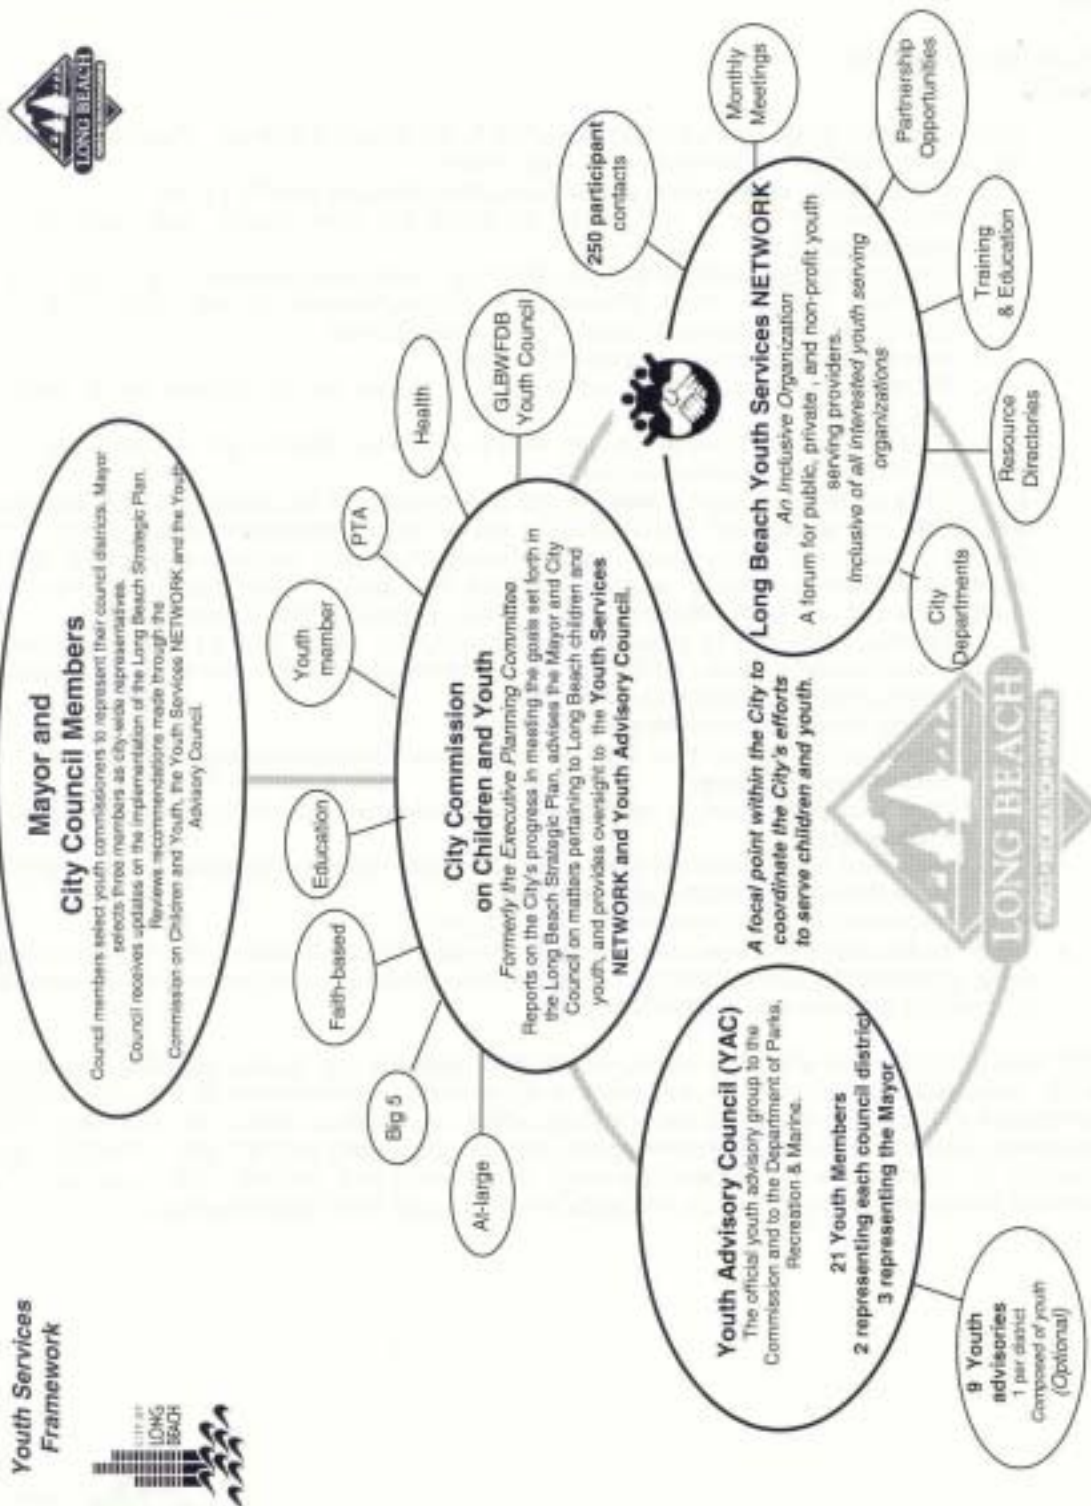 Youth Services
Framework
CITY OF
LONG
BEACH
LONG BEACH
Mayor and
City Council Members
Council members select youth commissioners to represent their council districts. Mayor
selects three members as city-wide representatives.
Council receives updates on the implementation of the Long Beach Strategic Plan.
Reviews recommendations made through the
Commission on Children and Youth, the Youth Services NETWORK and the Youth
Advisory Council.
At-large
Big 5
Faith-based
Education
Youth
member
PTA
Health
GLBWFDB
Youth Council
City Commission
on Children and Youth
Formerly the Executive Planning Committee
Reports on the City's progress in meeting the goals set forth in
the Long Beach Strategic Plan, advises the Mayor and City
Council on matters pertaining to Long Beach children and
youth, and provides oversight to the Youth Services
NETWORK and Youth Advisory Council.
Youth Advisory Council (YAC)
The official youth advisory group to the
Commission and to the Department of Parks,
Recreation & Marine.
21 Youth Members
2 representing each council district
3 representing the Mayor
9 Youth
advisories
1 per district
Composed of youth
(Optional)
A focal point within the City to
coordinate the City's efforts
to serve children and youth.
LONG BEACH
Long Beach Youth Services NETWORK
An Inclusive Organization
A forum for public, private , and non-profit youth
serving providers.
Inclusive of all interested youth serving
organizations
250 participant
contacts
Monthly
Meetings
Partnership
Opportunities
Training
& Education
Resource
Directories
City
Departments